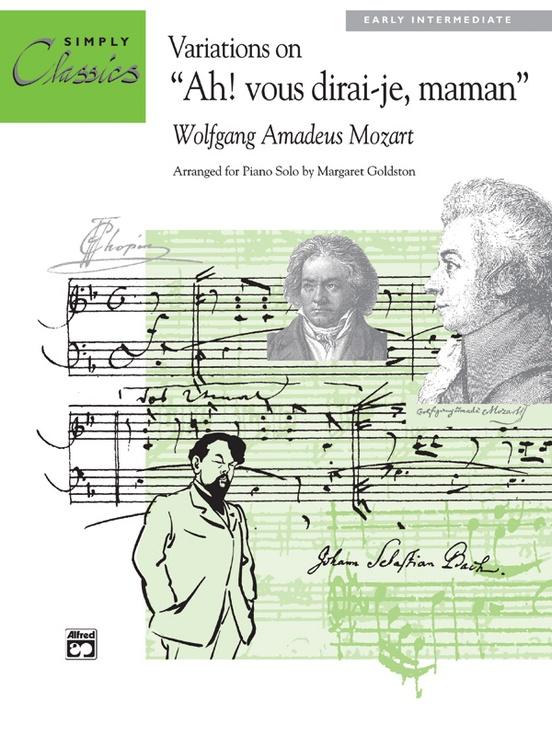 EARLY INTERMEDIATE
SIMPLY
Classics
Variations on
“Ah! vous dirai-je, maman”
Wolfgang Amadeus Mozart
Arranged for Piano Solo by Margaret Goldston
Chopin
Johann Sebastian Bach.
Alfred